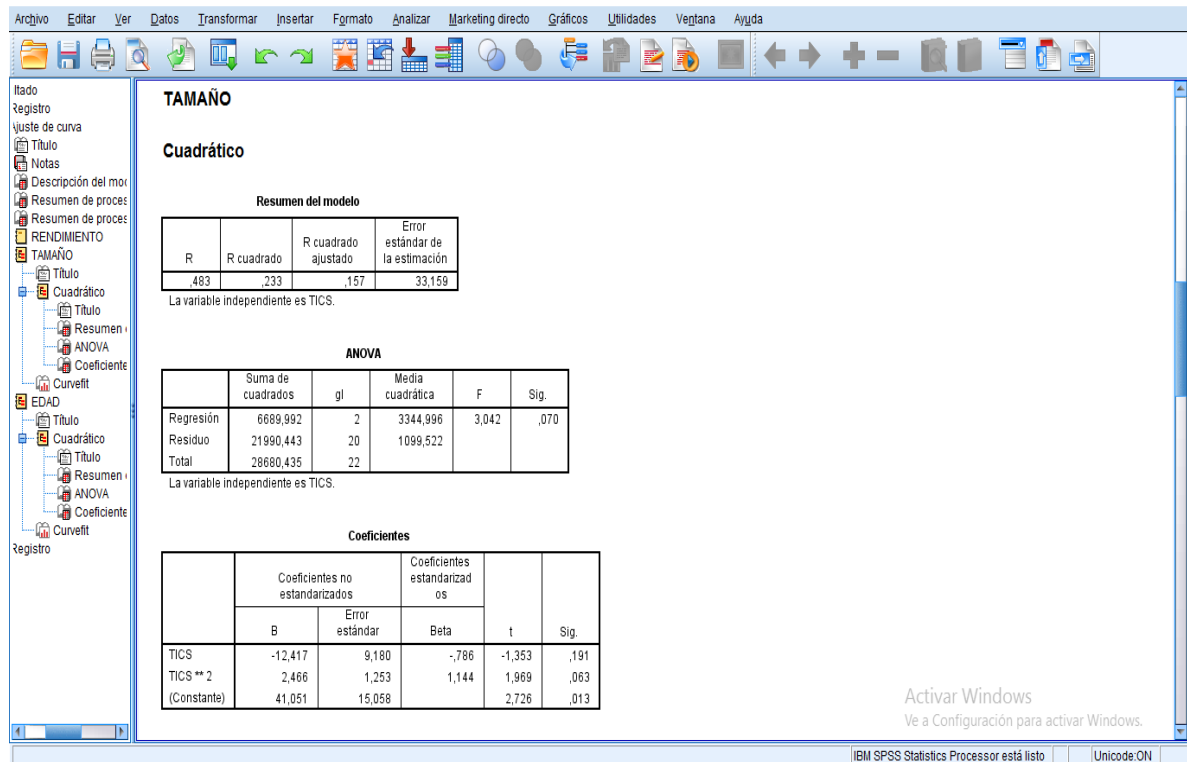 Archivo Editar Ver Datos Transformar Insertar Formato Analizar Marketing directo Gráficos Utilidades Ventana Ayuda
ltado
Registro
Ajuste de curva
Título
Notas
Descripción del mod
Resumen de proces
Resumen de proces
RENDIMIENTO
TAMAÑO
Título
Cuadrático
Título
Resumen
ANOVA
Coeficiente
Curvefit
EDAD
Título
Cuadrático
Título
Resumen
ANOVA
Coeficiente
Curvefit
Registro
TAMAÑO
Cuadrático
Resumen del modelo
R R cuadrado R cuadrado ajustado Error estándar de la estimación
,483 ,233 ,157 33,159
La variable independiente es TICS.
ANOVA
Suma de cuadrados gl Media cuadrática F Sig.
Regresión 6689,992 2 3344,996 3,042 ,070
Residuo 21990,443 20 1099,522
Total 28680,435 22
La variable independiente es TICS.
Coeficientes
Coeficientes no estandarizados Coeficientes estandarizad os
B Error estándar Beta t Sig.
TICS -12,417 9,180 -,786 -1,353 ,191
TICS ** 2 2,466 1,253 1,144 1,969 ,063
(Constante) 41,051 15,058 2,726 ,013
Activar Windows
Ve a Configuración para activar Windows.
IBM SPSS Statistics Processor está listo Unicode:ON